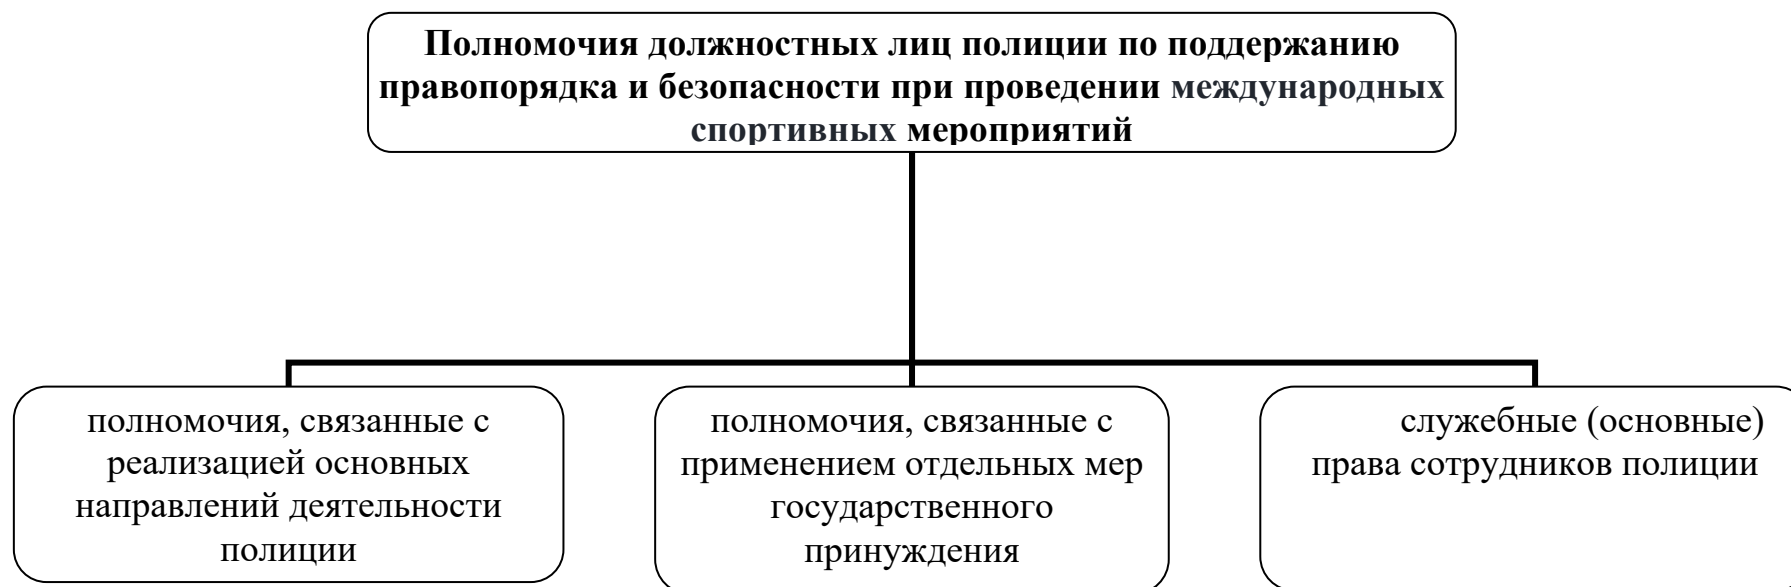 Полномочия должностных лиц полиции по поддержанию
правопорядка и безопасности при проведении международных
спортивных мероприятий
полномочия, связанные с
реализацией основных
направлений деятельности
полиции
полномочия, связанные с
применением отдельных мер
государственного
принуждения
служебные (основные)
права сотрудников полиции